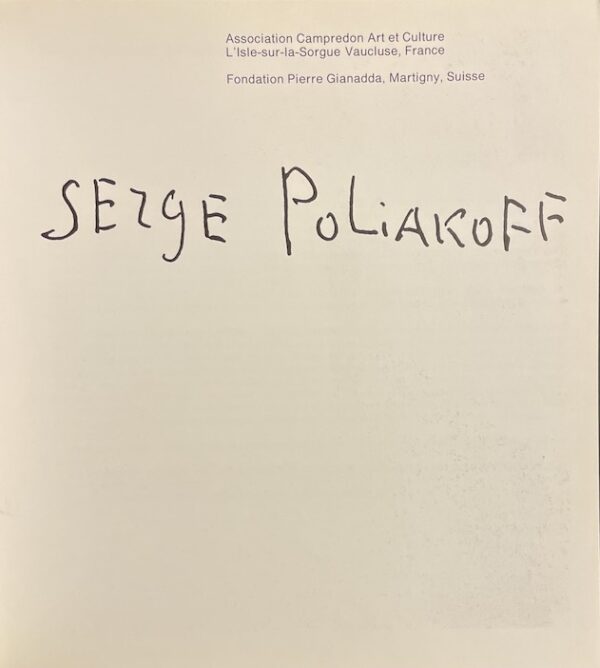 Association Campredon Art et Culture
L'Isle-sur-la-Sorgue Vaucluse, France
Fondation Pierre Gianadda, Martigny, Suisse
SERGE POLiAKOFF